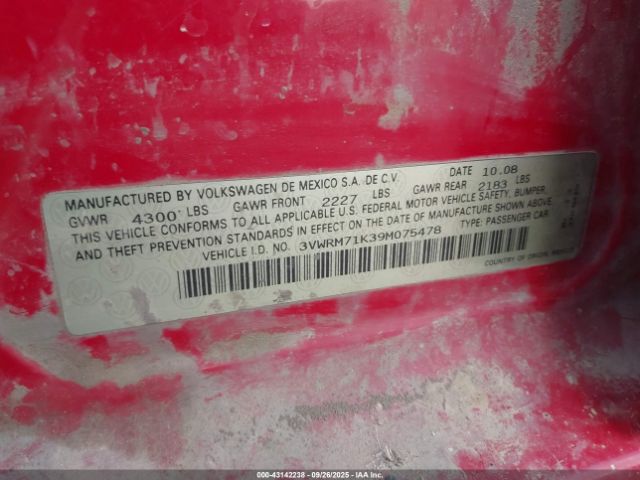 MANUFACTURED BY VOLKSWAGEN DE MEXICO S.A. DE C.V. DATE 10.08
GVWR 4300 LBS GAWR FRONT 2227 LBS GAWR REAR 2183 LBS
THIS VEHICLE CONFORMS TO ALL APPLICABLE U.S. FEDERAL MOTOR VEHICLE SAFETY, BUMPER,
AND THEFT PREVENTION STANDARDS IN EFFECT ON THE DATE OF MANUFACTURE SHOWN ABOVE.
VEHICLE I.D. NO. 3VWRM71K39M075478 TYPE: PASSENGER CAR
COUNTRY OF ORIGIN: MEXICO
000-43142238 - 09/26/2025 - IAA Inc.